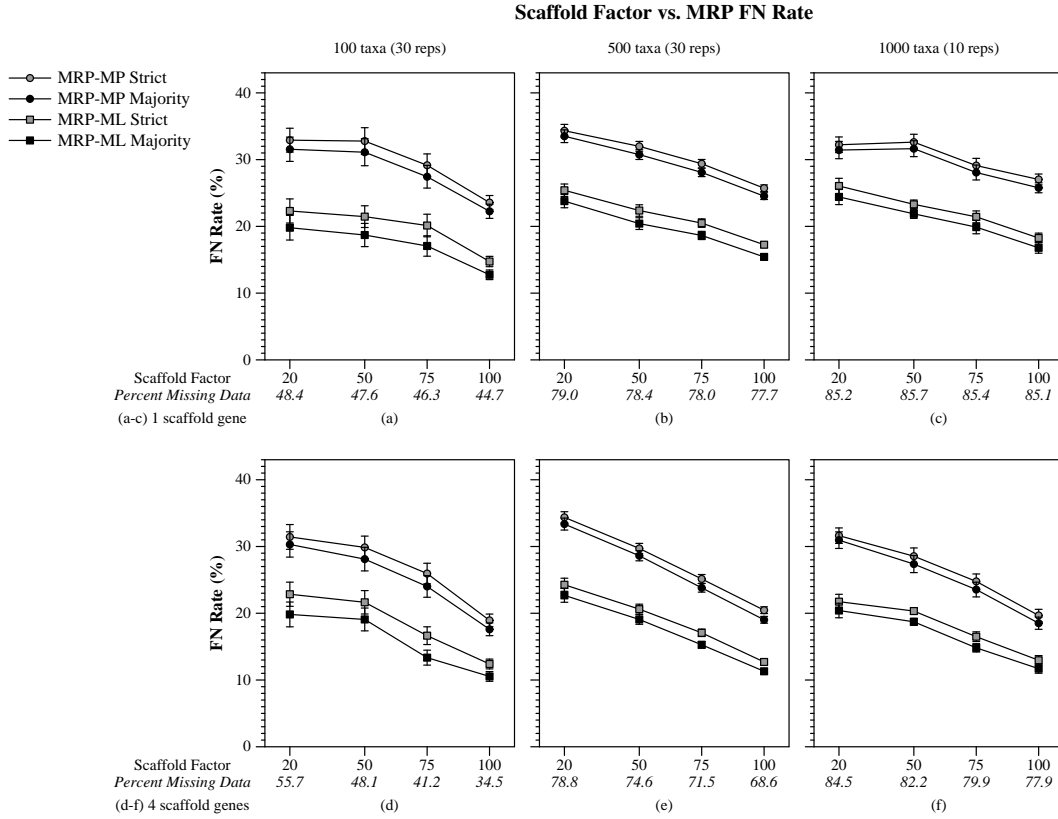 Scaffold Factor vs. MRP FN Rate
100 taxa (30 reps) 500 taxa (30 reps) 1000 taxa (10 reps)
MRP-MP Strict
MRP-MP Majority
MRP-ML Strict
MRP-ML Majority
FN Rate (%)
40
30
20
10
0
Scaffold Factor 20 50 75 100 20 50 75 100 20 50 75 100
Percent Missing Data 48.4 47.6 46.3 44.7 79.0 78.4 78.0 77.7 85.2 85.7 85.4 85.1
(a-c) 1 scaffold gene (a) (b) (c)
FN Rate (%)
40
30
20
10
0
Scaffold Factor 20 50 75 100 20 50 75 100 20 50 75 100
Percent Missing Data 55.7 48.1 41.2 34.5 78.8 74.6 71.5 68.6 84.5 82.2 79.9 77.9
(d-f) 4 scaffold genes (d) (e) (f)